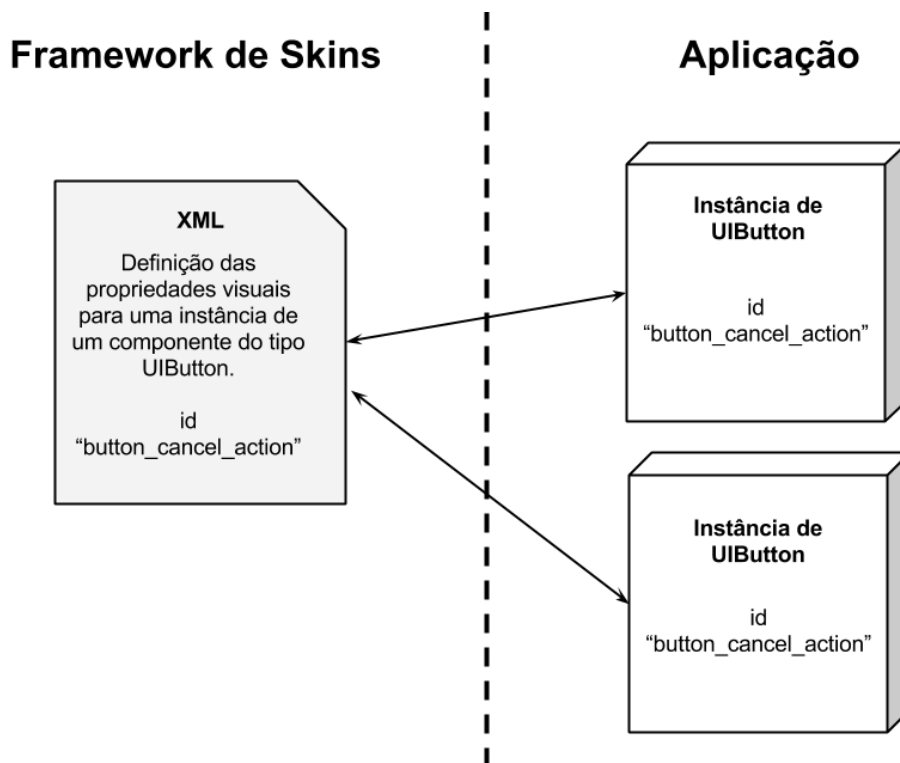 Framework de Skins
Aplicação
XML
Definição das
propriedades visuais
para uma instância de
um componente do tipo
UIButton.
id
“button_cancel_action”
Instância de
UIButton
id
“button_cancel_action”
Instância de
UIButton
id
“button_cancel_action”